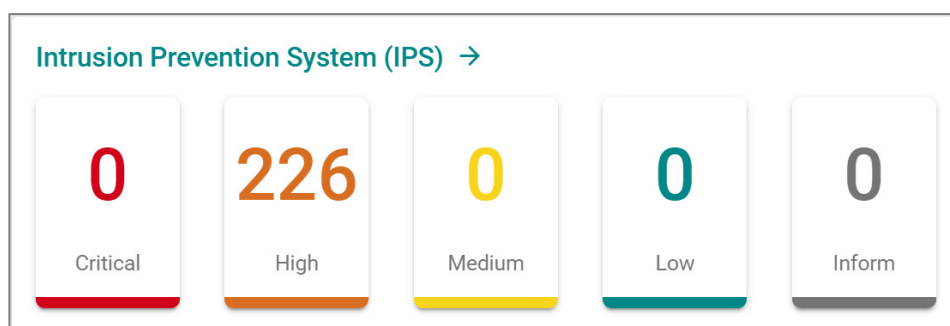 Intrusion Prevention System (IPS) →
0 226 0 0 0
Critical High Medium Low Inform